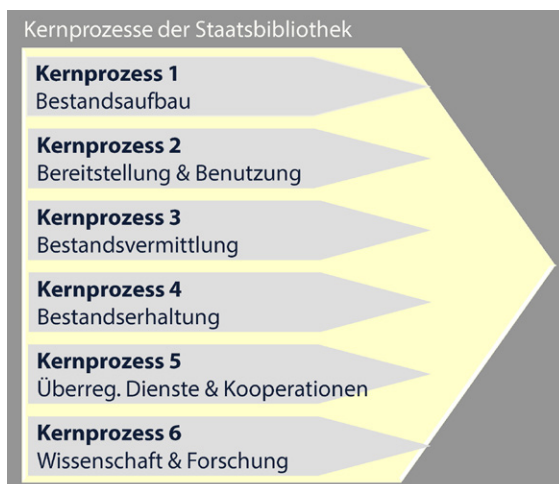 Kernprozesse der Staatsbibliothek
Kernprozess 1
Bestandsaufbau
Kernprozess 2
Bereitstellung & Benutzung
Kernprozess 3
Bestandsvermittlung
Kernprozess 4
Bestandserhaltung
Kernprozess 5
Überreg. Dienste & Kooperationen
Kernprozess 6
Wissenschaft & Forschung